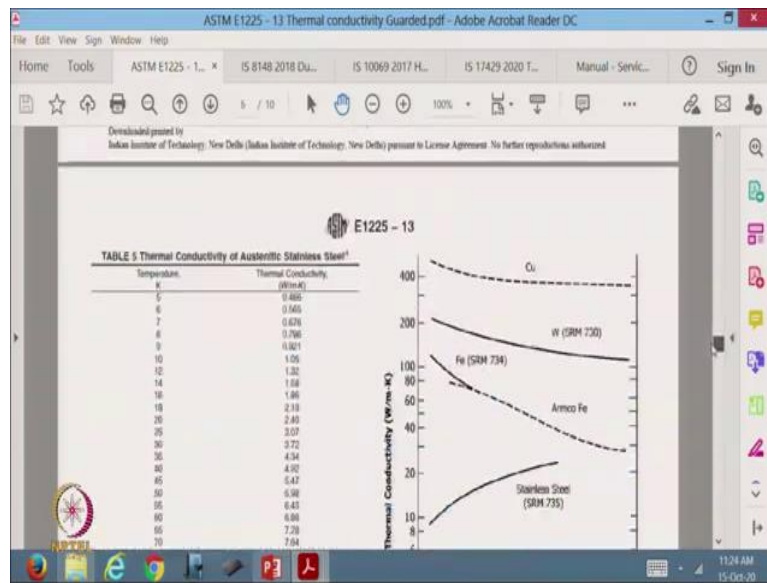 ASTM E1225 - 13 Thermal conductivity Guarded.pdf - Adobe Acrobat Reader DC
File Edit View Sign Window Help
Home Tools ASTM E1225 - 1... × IS 8148 2018 Du... IS 10069 2017 H... IS 17429 2020 T... Manual - Servic... Sign In
6 / 10 100%
Downloaded/printed by
Indian Institute of Technology, New Delhi (Indian Institute of Technology, New Delhi) pursuant to License Agreement. No further reproductions authorized.
E1225 – 13
TABLE 5 Thermal Conductivity of Austenitic Stainless Steel
Temperature, Thermal Conductivity,
K (W/m·K)
5 0.466
6 0.565
7 0.676
8 0.796
9 0.921
10 1.05
12 1.32
14 1.58
16 1.86
18 2.13
20 2.40
25 3.07
30 3.72
35 4.34
40 4.92
45 5.47
50 5.98
55 6.43
60 6.86
65 7.28
70 7.64
Thermal Conductivity (W/m-K)
400
200
100
80
60
40
20
10
8
Cu
W (SRM 730)
Fe (SRM 734)
Armco Fe
Stainless Steel
(SRM 735)
NPTEL
11:24 AM
15-Oct-20